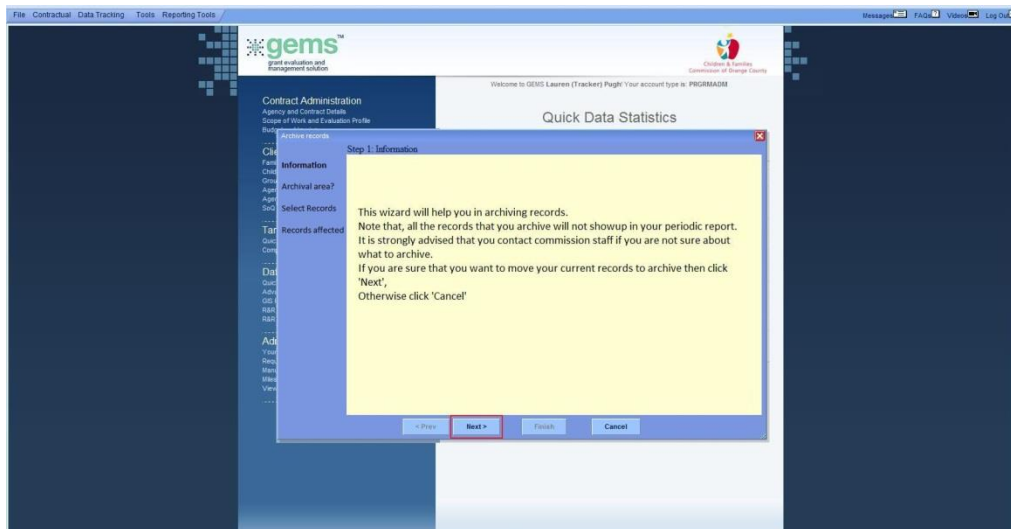 File Contractual Data Tracking Tools Reporting Tools
Messages FAQs Videos Log Out
gems™
grant evaluation and
management solution
Children & Families
Commission of Orange County
Welcome to GEMS Lauren (Tracker) Pugh! Your account type is: PRGRMADM
Contract Administration
Agency and Contract Details
Scope of Work and Evaluation Profile
Quick Data Statistics
Archive records
Step 1: Information
Information
Archival area?
Select Records
Records affected
This wizard will help you in archiving records.
Note that, all the records that you archive will not showup in your periodic report.
It is strongly advised that you contact commission staff if you are not sure about
what to archive.
If you are sure that you want to move your current records to archive then click
'Next',
Otherwise click 'Cancel'
< Prev Next > Finish Cancel